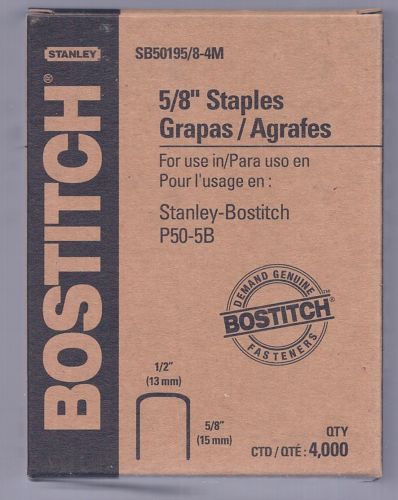 STANLEY
BOSTITCH®
SB50195/8-4M
5/8" Staples
Grapas / Agrafes
For use in/Para uso en
Pour l'usage en :
Stanley-Bostitch
P50-5B
DEMAND GENUINE
BOSTITCH™
FASTENERS
1/2"
(13 mm)
5/8"
(15 mm)
QTY
CTD / QTÉ : 4,000